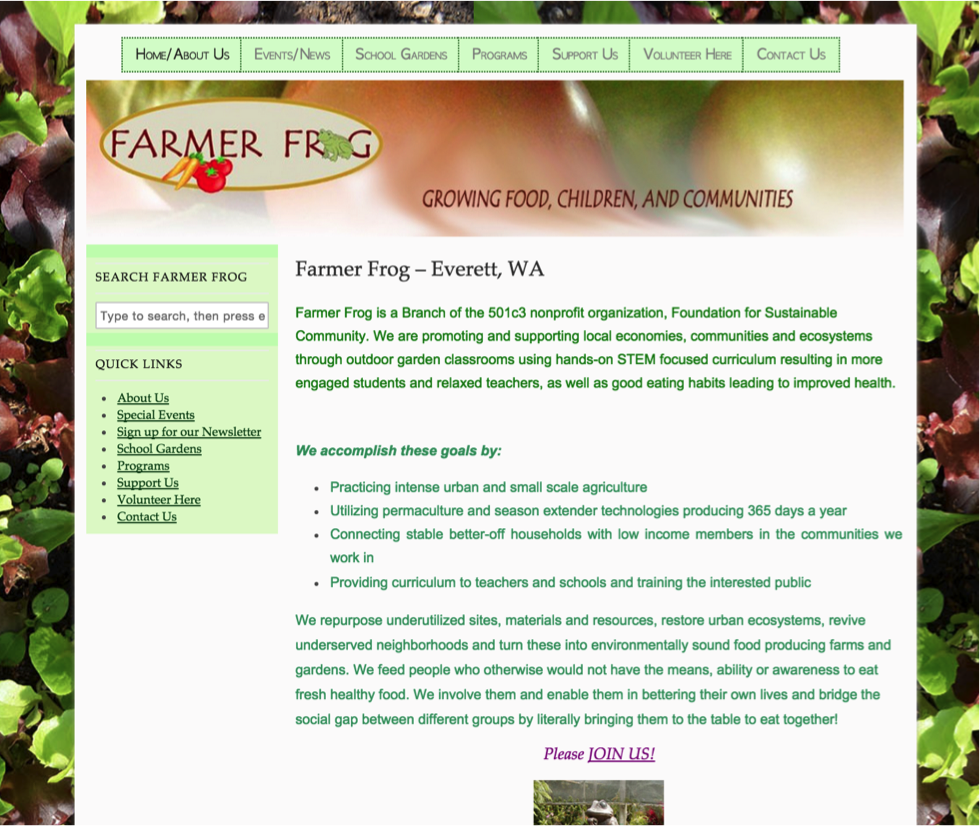 Home/About Us Events/News School Gardens Programs Support Us Volunteer Here Contact Us
FARMER FROG
GROWING FOOD, CHILDREN, AND COMMUNITIES
SEARCH FARMER FROG
Type to search, then press e
QUICK LINKS
About Us
Special Events
Sign up for our Newsletter
School Gardens
Programs
Support Us
Volunteer Here
Contact Us
Farmer Frog – Everett, WA
Farmer Frog is a Branch of the 501c3 nonprofit organization, Foundation for Sustainable
Community. We are promoting and supporting local economies, communities and ecosystems
through outdoor garden classrooms using hands-on STEM focused curriculum resulting in more
engaged students and relaxed teachers, as well as good eating habits leading to improved health.
We accomplish these goals by:
Practicing intense urban and small scale agriculture
Utilizing permaculture and season extender technologies producing 365 days a year
Connecting stable better-off households with low income members in the communities we
work in
Providing curriculum to teachers and schools and training the interested public
We repurpose underutilized sites, materials and resources, restore urban ecosystems, revive
underserved neighborhoods and turn these into environmentally sound food producing farms and
gardens. We feed people who otherwise would not have the means, ability or awareness to eat
fresh healthy food. We involve them and enable them in bettering their own lives and bridge the
social gap between different groups by literally bringing them to the table to eat together!
Please JOIN US!